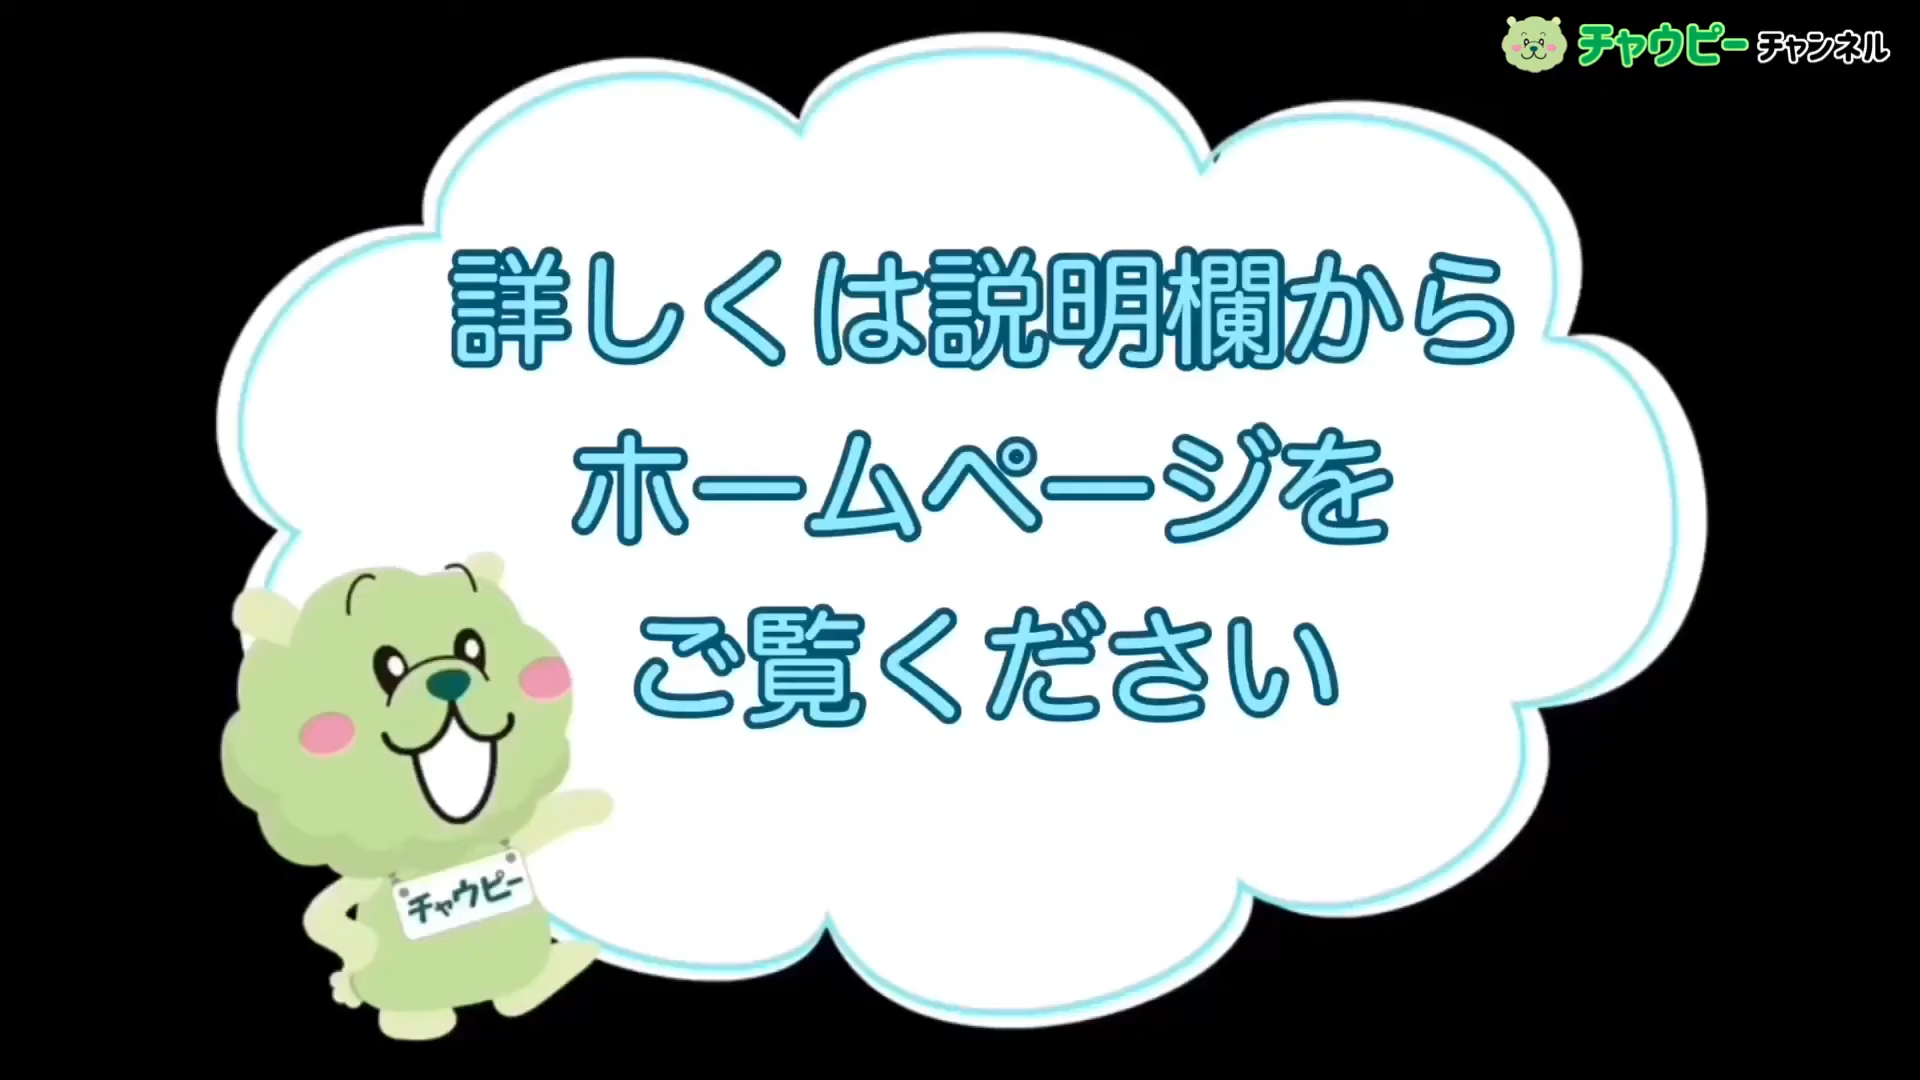 チャウピーチャンネル
詳しくは説明欄から
ホームページを
ご覧ください
チャウピー